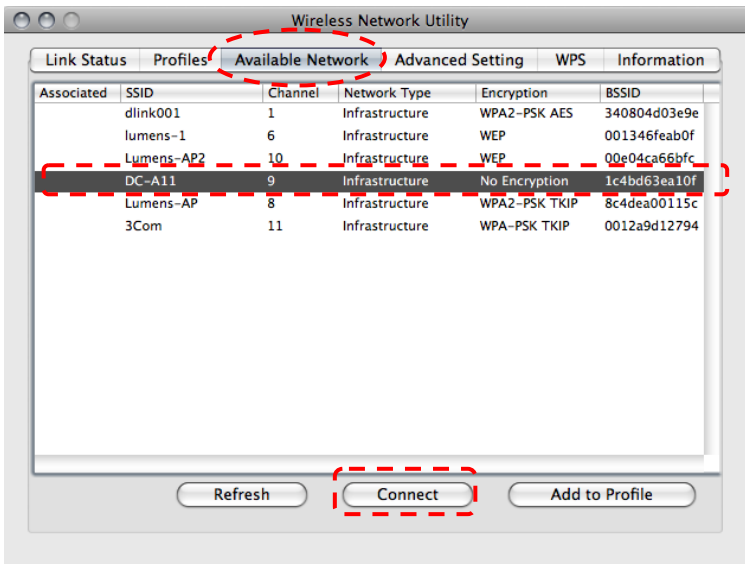 Wireless Network Utility
Link Status Profiles Available Network Advanced Setting WPS Information
Associated SSID Channel Network Type Encryption BSSID
dlink001 1 Infrastructure WPA2-PSK AES 340804d03e9e
lumens-1 6 Infrastructure WEP 001346feab0f
Lumens-AP2 10 Infrastructure WEP 00e04ca66bfc
DC-A11 9 Infrastructure No Encryption 1c4bd63ea10f
Lumens-AP 8 Infrastructure WPA2-PSK TKIP 8c4dea00115c
3Com 11 Infrastructure WPA-PSK TKIP 0012a9d12794
Refresh Connect Add to Profile